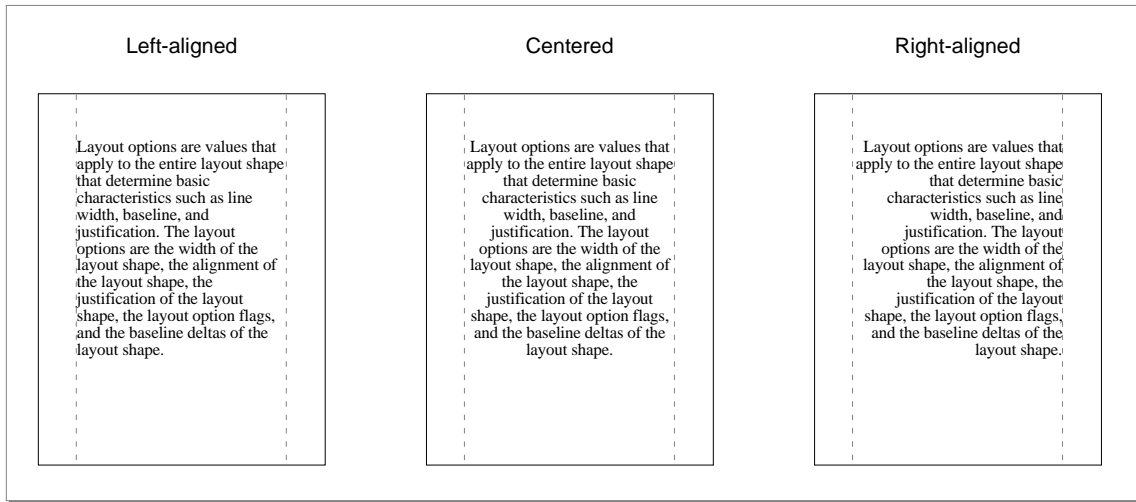 Left-aligned
Layout options are values that
apply to the entire layout shape
that determine basic
characteristics such as line
width, baseline, and
justification. The layout
options are the width of the
layout shape, the alignment of
the layout shape, the
justification of the layout
shape, the layout option flags,
and the baseline deltas of the
layout shape.
Centered
Layout options are values that
apply to the entire layout shape
that determine basic
characteristics such as line
width, baseline, and
justification. The layout
options are the width of the
layout shape, the alignment of
the layout shape, the
justification of the layout
shape, the layout option flags,
and the baseline deltas of the
layout shape.
Right-aligned
Layout options are values that
apply to the entire layout shape
that determine basic
characteristics such as line
width, baseline, and
justification. The layout
options are the width of the
layout shape, the alignment of
the layout shape, the
justification of the layout
shape, the layout option flags,
and the baseline deltas of the
layout shape.